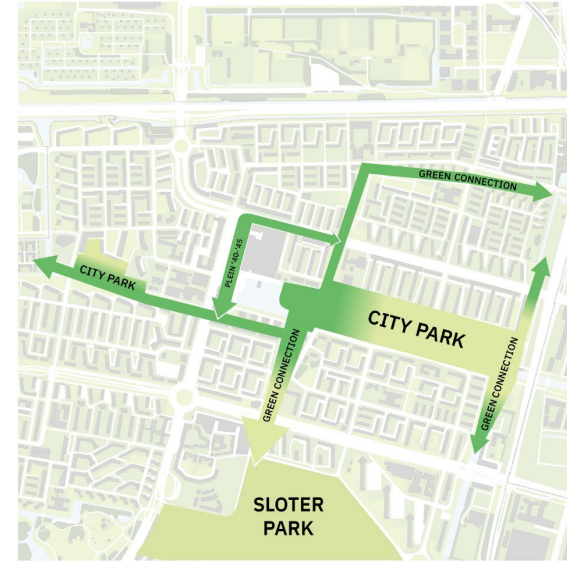 GREEN CONNECTION
PLEIN '40-'45
CITY PARK
CITY PARK
GREEN CONNECTION
GREEN CONNECTION
SLOTER
PARK